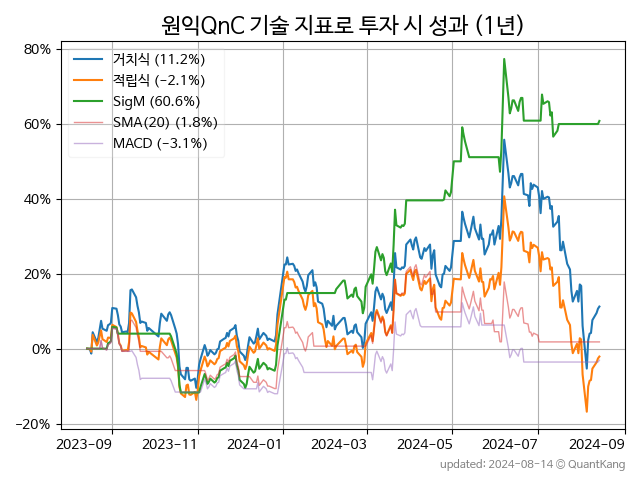 원익QnC 기술 지표로 투자 시 성과 (1년)
80%
60%
40%
20%
0%
−20%
거치식 (11.2%)
적립식 (−2.1%)
SigM (60.6%)
SMA(20) (1.8%)
MACD (−3.1%)
2023-09 2023-11 2024-01 2024-03 2024-05 2024-07 2024-09
updated: 2024-08-14 © QuantKang